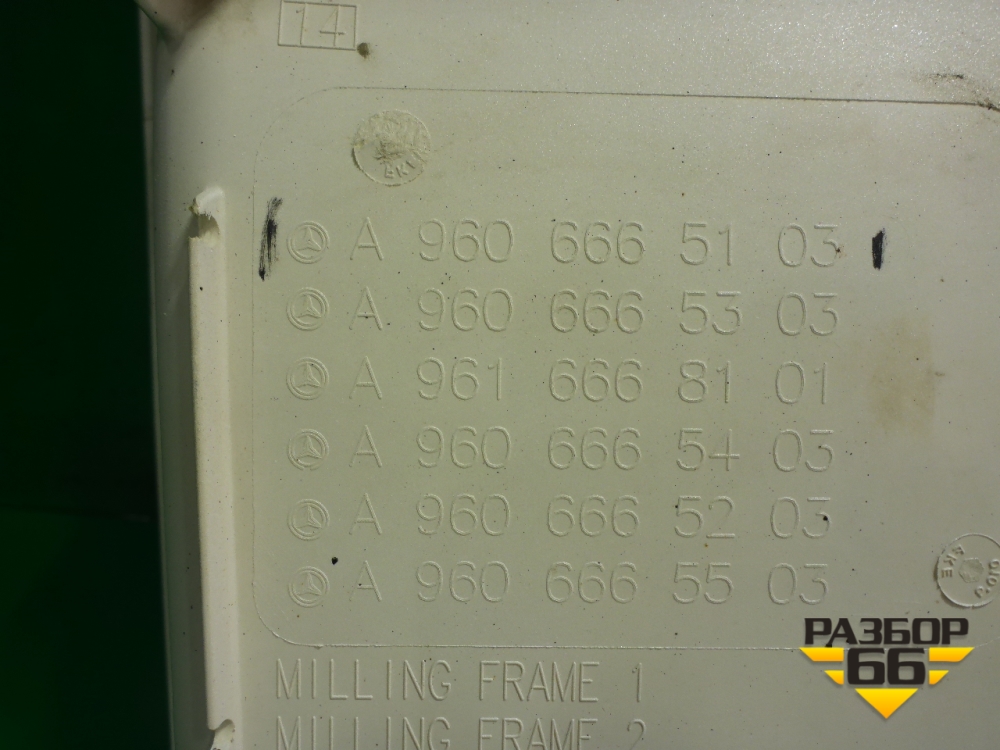 14
A 960 666 51 03
A 960 666 53 03
A 961 666 81 01
A 960 666 54 03
A 960 666 52 03
A 960 666 55 03
MILLING FRAME 1
MILLING FRAME 2
РАЗБОР
66